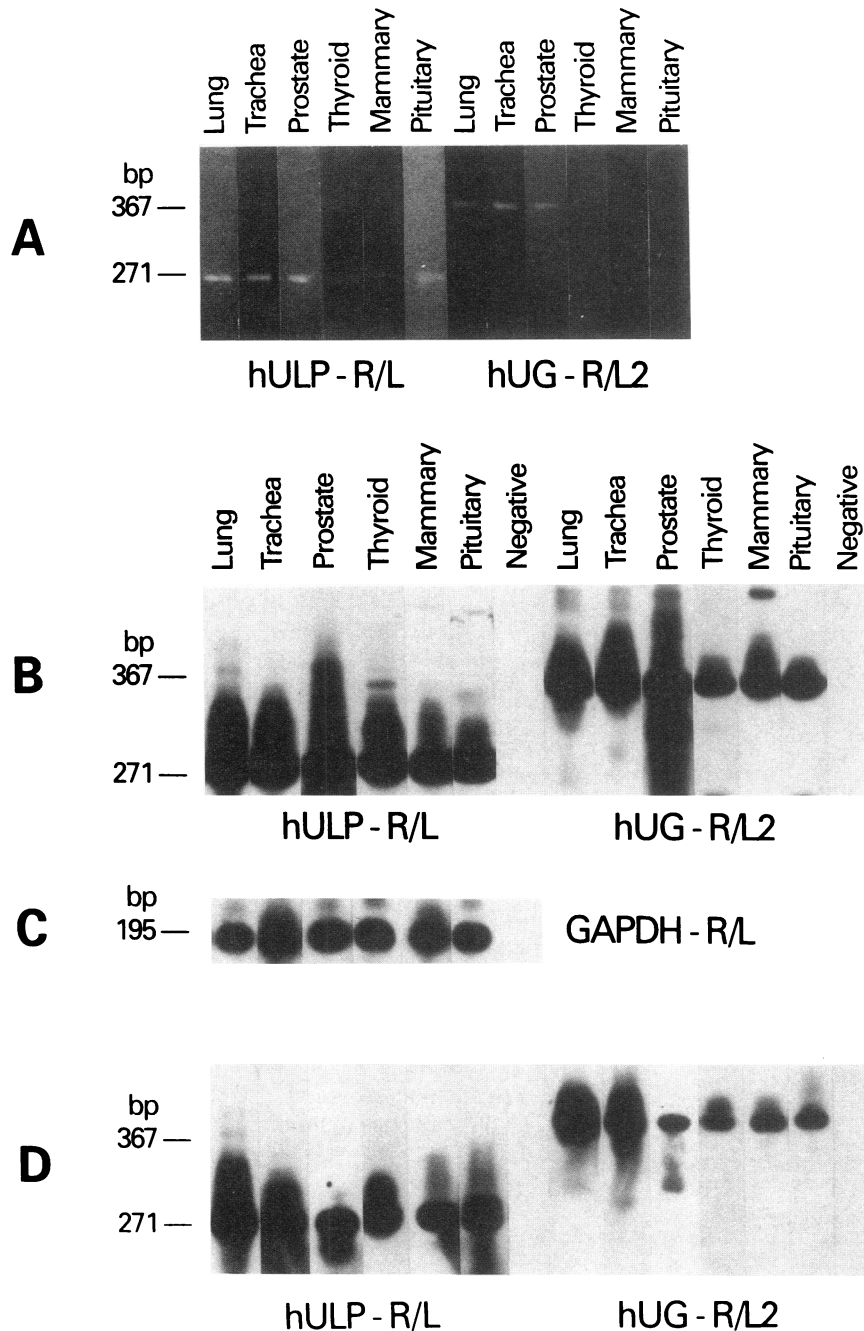 Lung Trachea Prostate Thyroid Mammary Pituitary Lung Trachea Prostate Thyroid Mammary Pituitary
bp
A
367
271
hULP - R/L hUG - R/L2
Lung Trachea Prostate Thyroid Mammary Pituitary Negative Lung Trachea Prostate Thyroid Mammary Pituitary Negative
bp
B
367
271
hULP - R/L hUG - R/L2
bp
C
195
GAPDH - R/L
bp
D
367
271
hULP - R/L hUG - R/L2